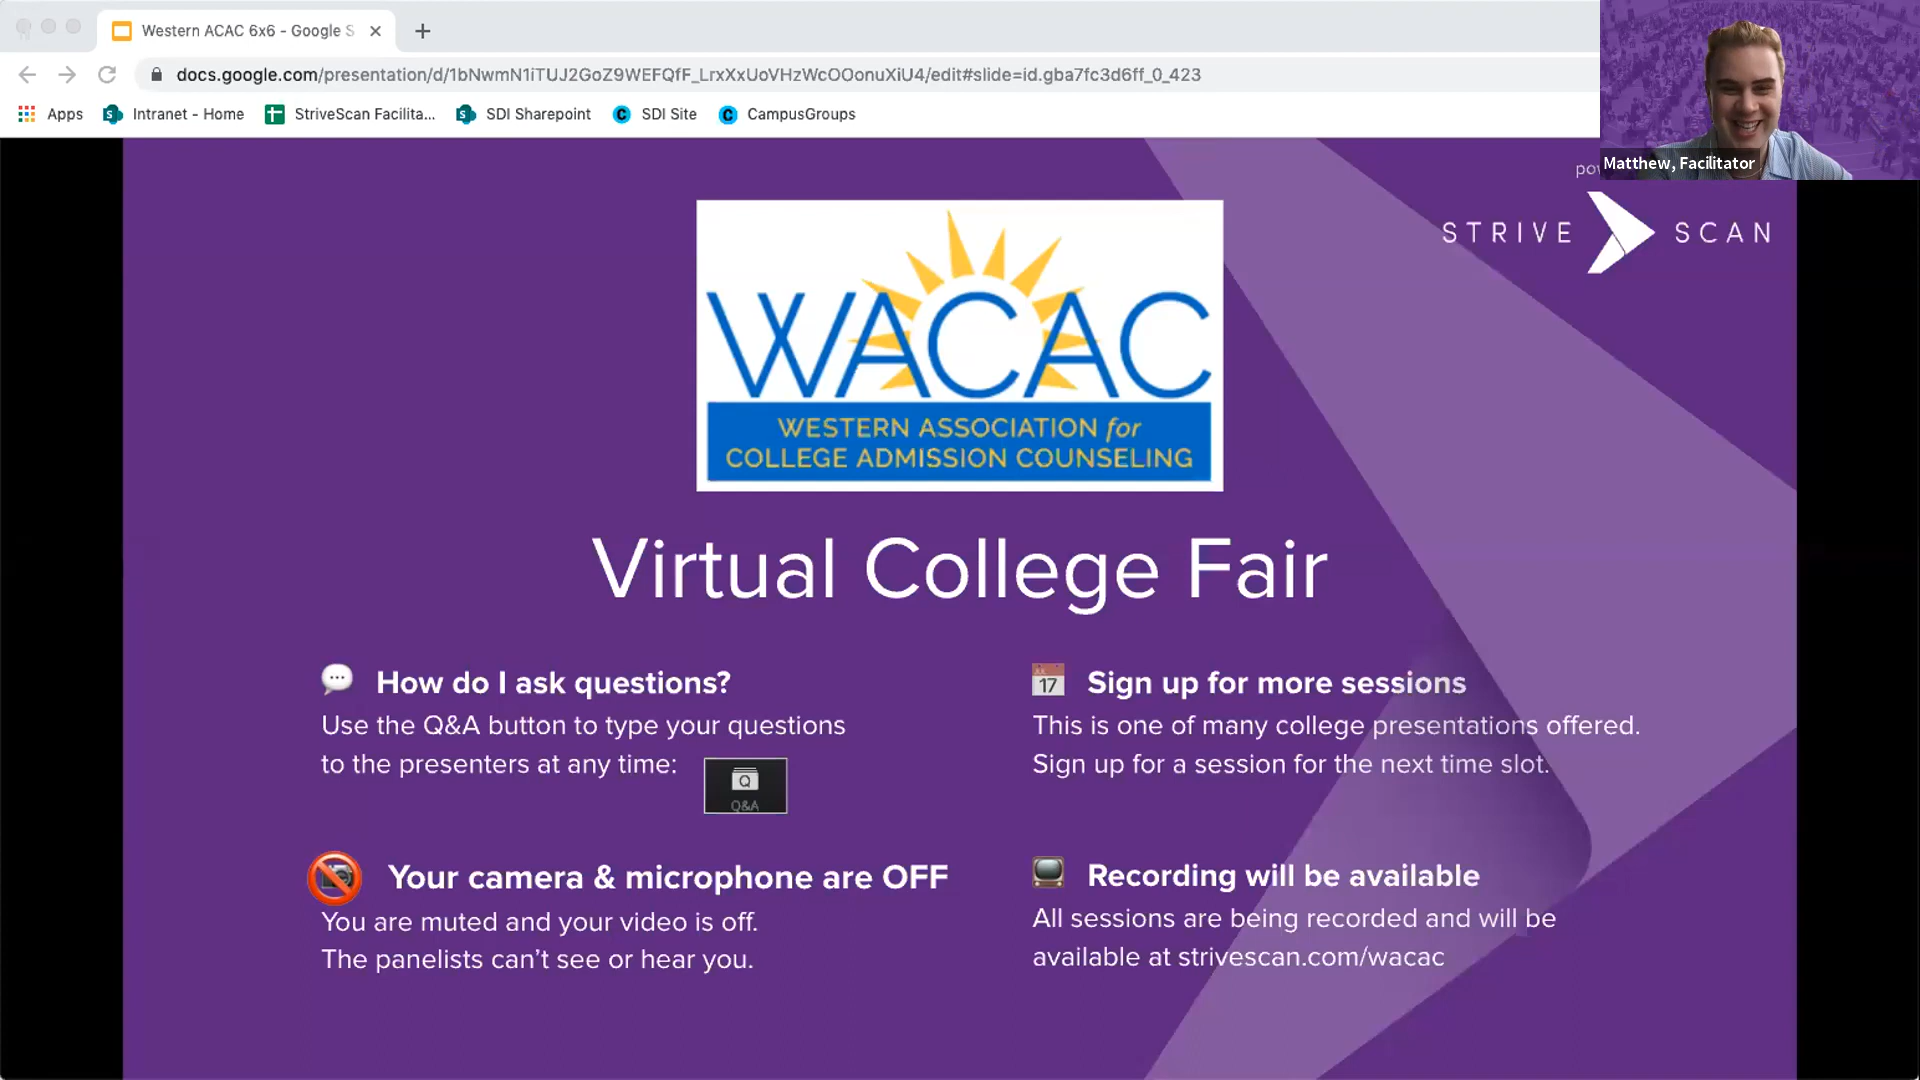 Western ACAC 6x6 - Google S
docs.google.com/presentation/d/1bNwmN1iTUJ2GoZ9WEFQfF_LrxXxUoVHzWcOOonuXiU4/edit#slide=id.gba7fc3d6ff_0_423
Apps
Intranet - Home
StriveScan Facilita...
SDI Sharepoint
SDI Site
CampusGroups
Matthew, Facilitator
STRIVE SCAN
WACAC
WESTERN ASSOCIATION for
COLLEGE ADMISSION COUNSELING
Virtual College Fair
How do I ask questions?
Use the Q&A button to type your questions
to the presenters at any time:
Q
Q&A
17
Sign up for more sessions
This is one of many college presentations offered.
Sign up for a session for the next time slot.
Your camera & microphone are OFF
You are muted and your video is off.
The panelists can't see or hear you.
Recording will be available
All sessions are being recorded and will be
available at strivescan.com/wacac